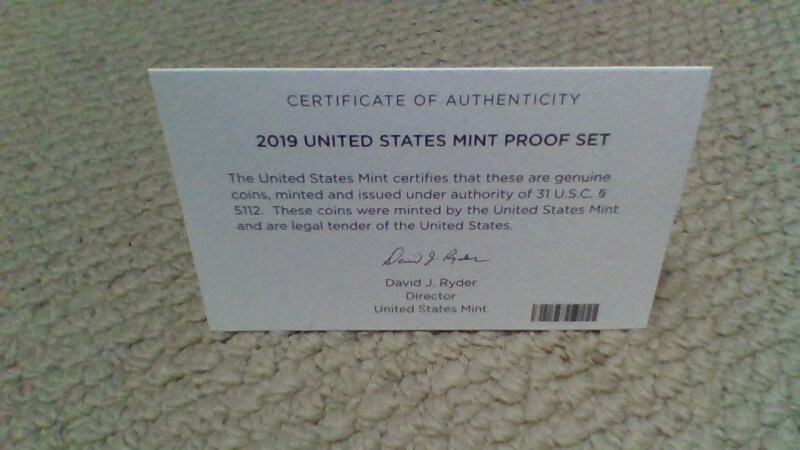 CERTIFICATE OF AUTHENTICITY
2019 UNITED STATES MINT PROOF SET
The United States Mint certifies that these are genuine
coins, minted and issued under authority of 31 U.S.C. §
5112. These coins were minted by the United States Mint
and are legal tender of the United States.
David J. Ryder
David J. Ryder
Director
United States Mint